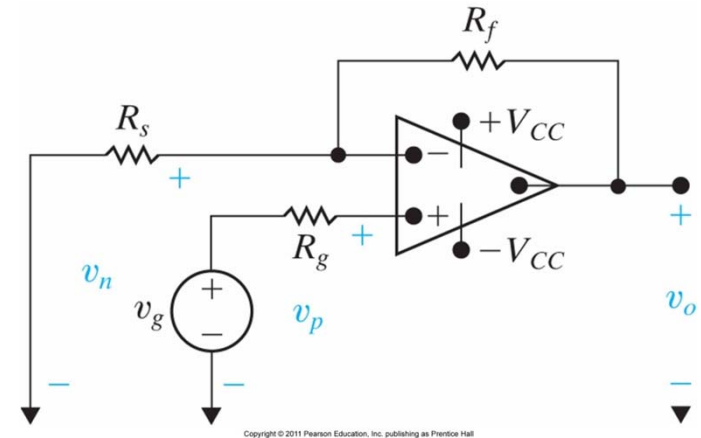 R_f
R_s
+V_CC
−
+
+
R_g
+
−V_CC
+
v_n
v_g
+
−
v_p
v_o
−
−
−
Copyright © 2011 Pearson Education, Inc. publishing as Prentice Hall